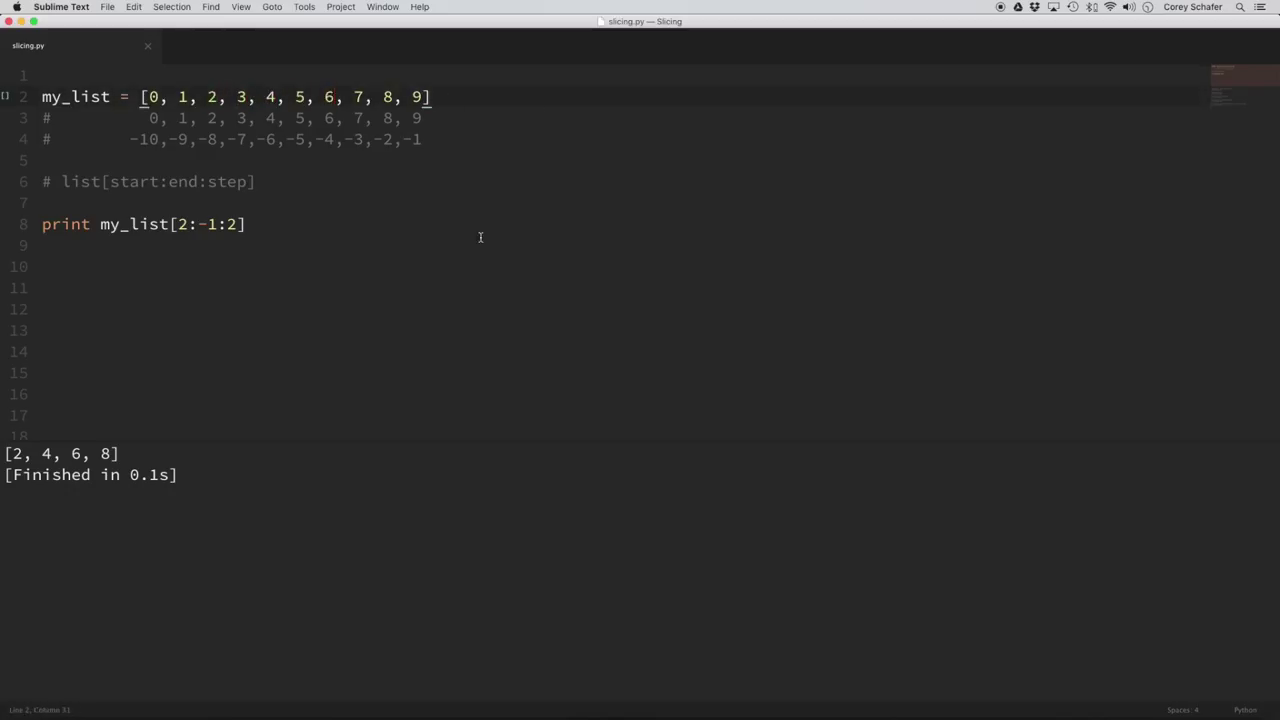 Sublime Text File Edit Selection Find View Goto Tools Project Window Help Corey Schafer
slicing.py — Slicing
slicing.py
1
2 my_list = [0, 1, 2, 3, 4, 5, 6, 7, 8, 9]
3 # 0, 1, 2, 3, 4, 5, 6, 7, 8, 9
4 # -10,-9,-8,-7,-6,-5,-4,-3,-2,-1
5
6 # list[start:end:step]
7
8 print my_list[2:-1:2]
9
10
11
12
13
14
15
16
17
18
[2, 4, 6, 8]
[Finished in 0.1s]
Line 2, Column 31 Spaces: 4 Python